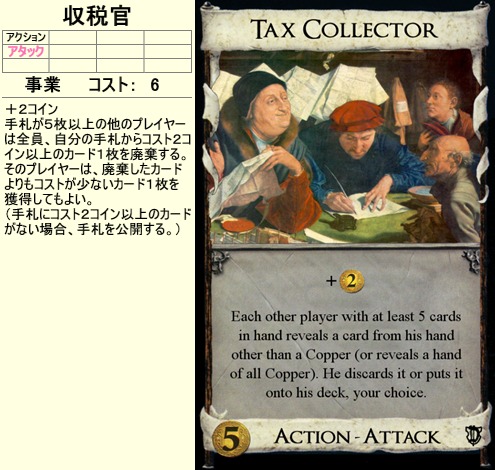 収税官
アクション
アタック
事業 コスト： 6
＋２コイン
手札が５枚以上の他のプレイヤー
は全員、自分の手札からコスト２コ
イン以上のカード１枚を廃棄する。
そのプレイヤーは、廃棄したカード
よりもコストが少ないカード１枚を
獲得してもよい。
（手札にコスト２コイン以上のカード
がない場合、手札を公開する。）
TAX COLLECTOR
+ 2
Each other player with at least 5 cards
in hand reveals a card from his hand
other than a Copper (or reveals a hand
of all Copper). He discards it or puts it
onto his deck, your choice.
5 ACTION - ATTACK